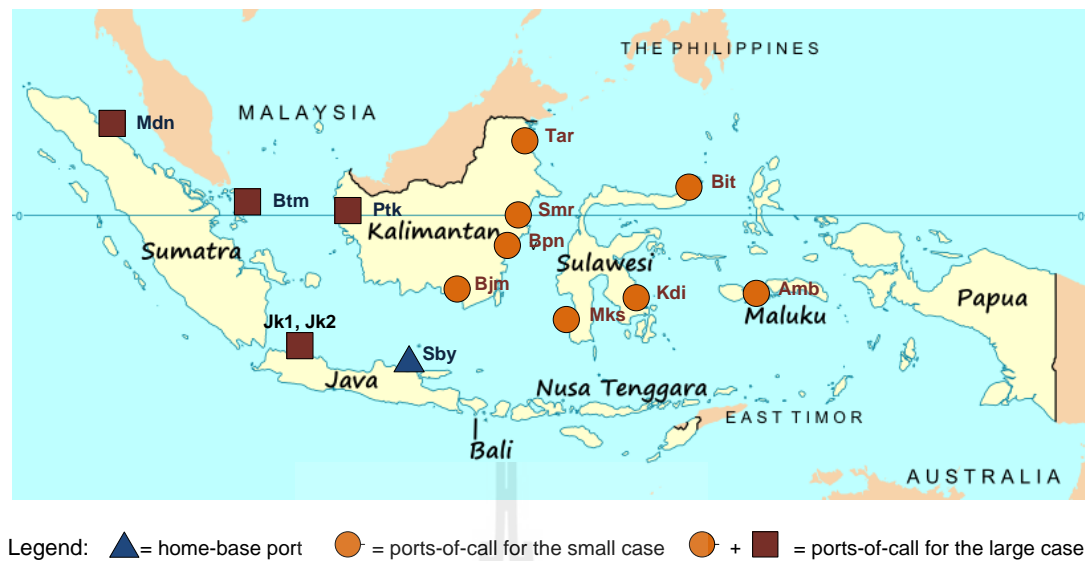 THE PHILIPPINES
MALAYSIA
Mdn
Tar
Bit
Btm
Ptk
Smr
0
0
Kalimantan
Sumatra
Bpn
Sulawesi
Bjm
Kdi
Amb
Papua
Mks
Maluku
Jk1, Jk2
Sby
Java
Nusa Tenggara
EAST TIMOR
Bali
AUSTRALIA
Legend: = home-base port = ports-of-call for the small case + = ports-of-call for the large case